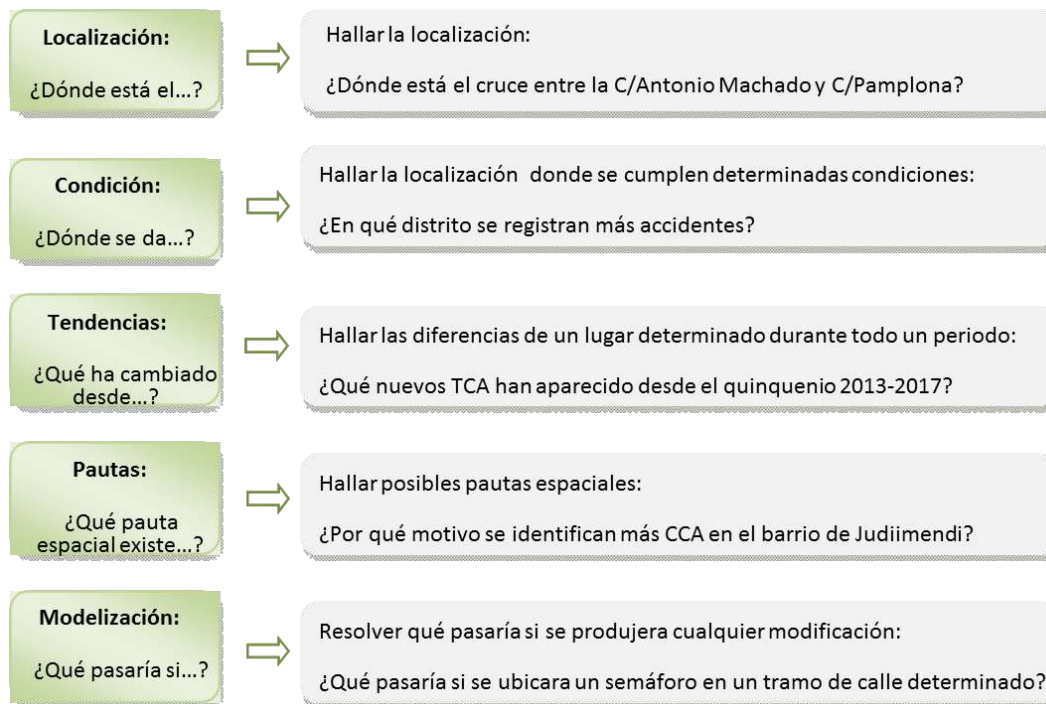 Localización:
¿Dónde está el...?
Hallar la localización:
¿Dónde está el cruce entre la C/Antonio Machado y C/Pamplona?
Condición:
¿Dónde se da...?
Hallar la localización donde se cumplen determinadas condiciones:
¿En qué distrito se registran más accidentes?
Tendencias:
¿Qué ha cambiado
desde...?
Hallar las diferencias de un lugar determinado durante todo un periodo:
¿Qué nuevos TCA han aparecido desde el quinquenio 2013-2017?
Pautas:
¿Qué pauta
espacial existe...?
Hallar posibles pautas espaciales:
¿Por qué motivo se identifican más CCA en el barrio de Judiimendi?
Modelización:
¿Qué pasaría si...?
Resolver qué pasaría si se produjera cualquier modificación:
¿Qué pasaría si se ubicara un semáforo en un tramo de calle determinado?